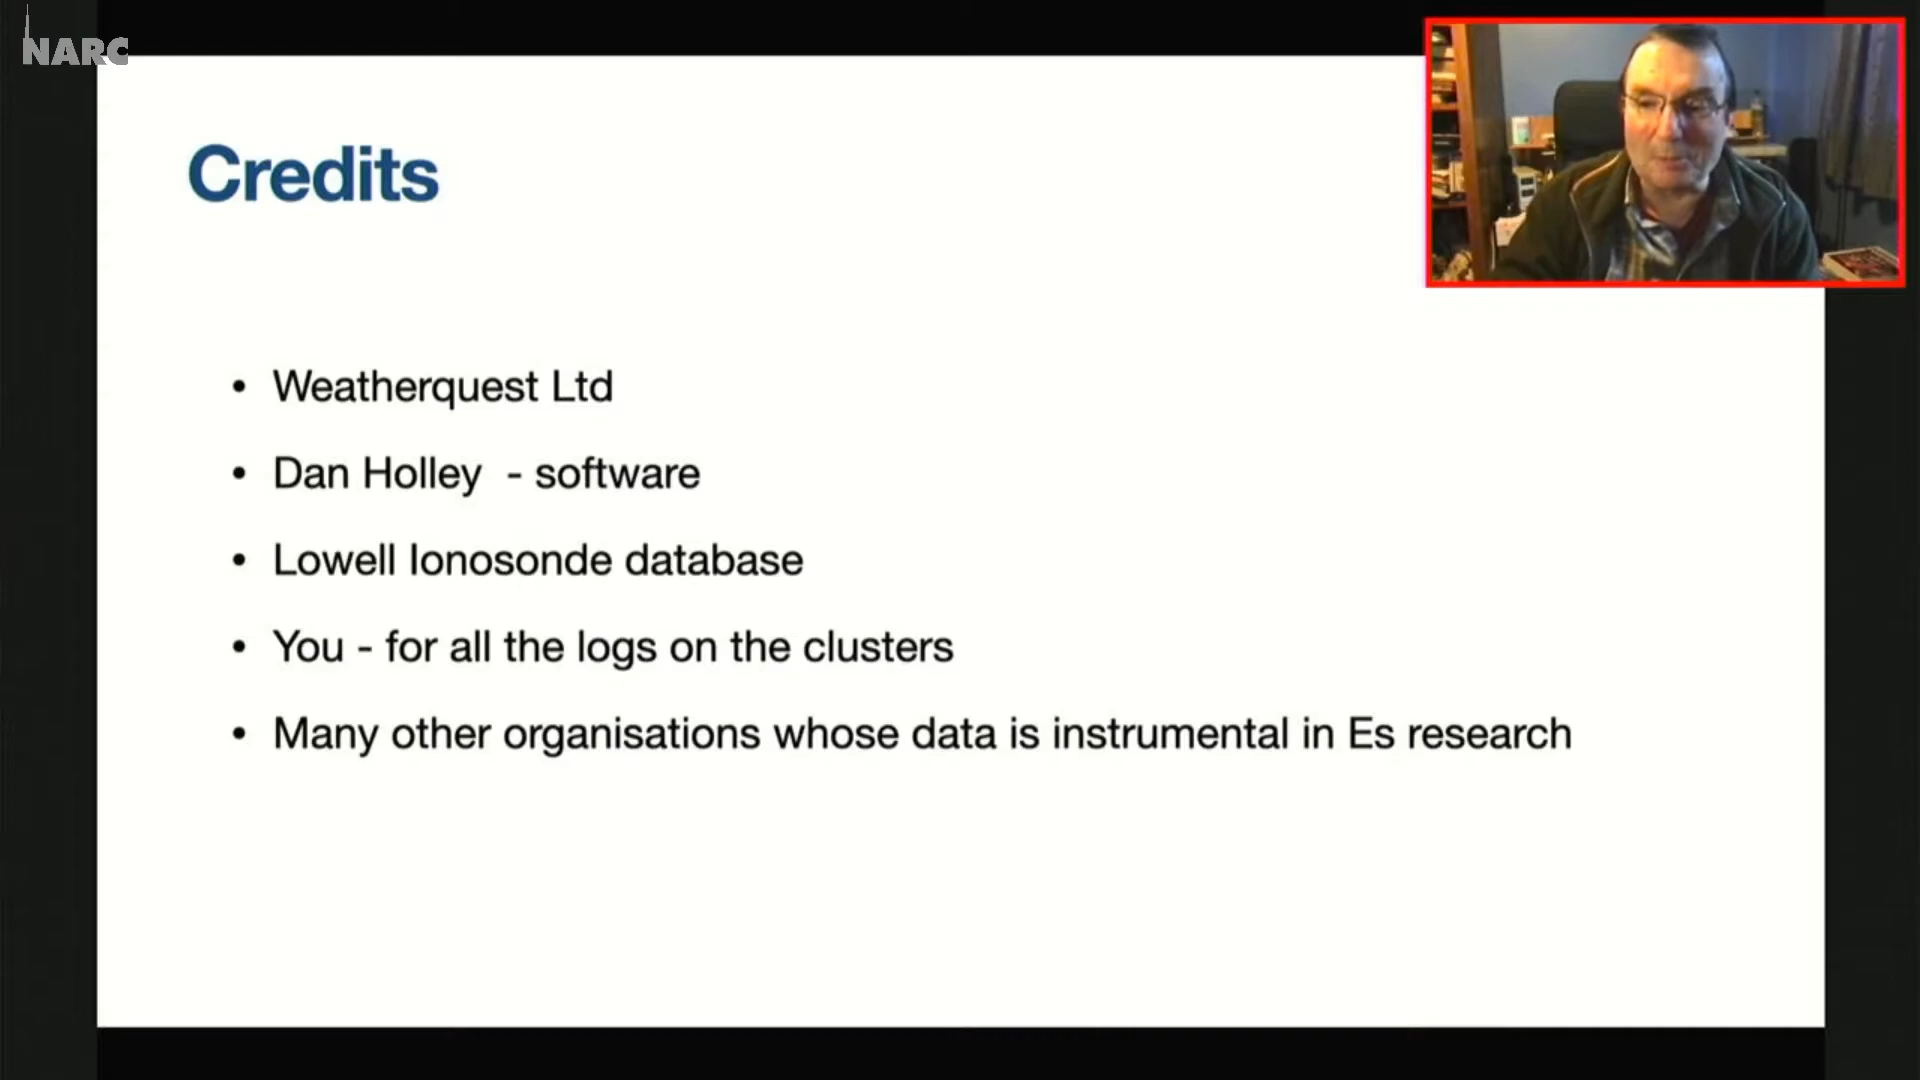 NARC
Credits
• Weatherquest Ltd
• Dan Holley - software
• Lowell Ionosonde database
• You - for all the logs on the clusters
• Many other organisations whose data is instrumental in Es research